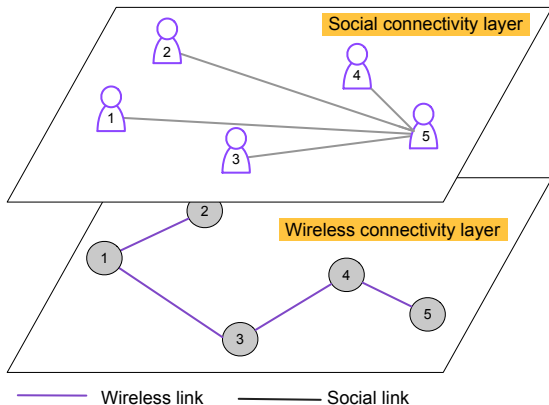 Social connectivity layer
2
4
1
5
3
2
Wireless connectivity layer
1
4
5
3
Wireless link
Social link